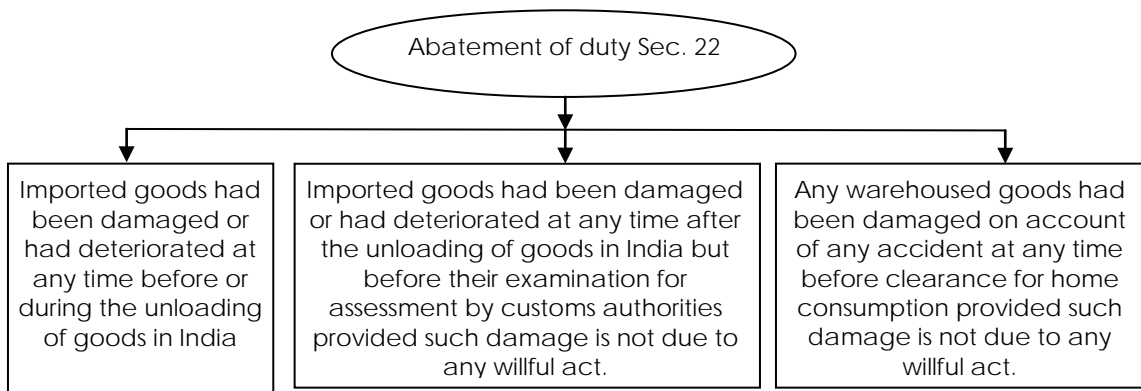 Abatement of duty Sec. 22
Imported goods had
been damaged or
had deteriorated at
any time before or
during the unloading
of goods in India
Imported goods had been damaged
or had deteriorated at any time after
the unloading of goods in India but
before their examination for
assessment by customs authorities
provided such damage is not due to
any willful act.
Any warehoused goods had
been damaged on account
of any accident at any time
before clearance for home
consumption provided such
damage is not due to any
willful act.